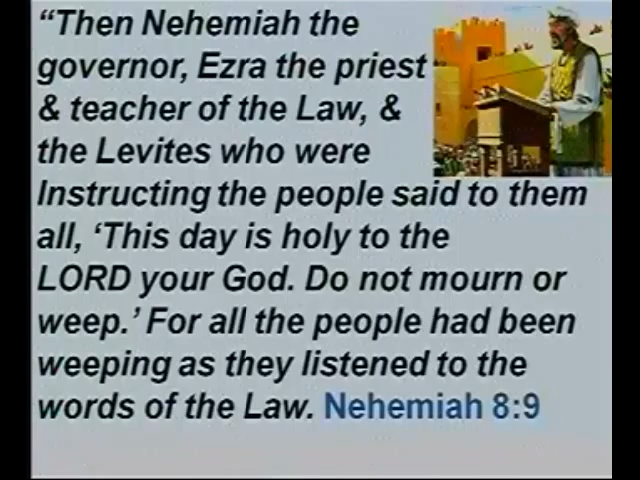 “Then Nehemiah the
governor, Ezra the priest
& teacher of the Law, &
the Levites who were
Instructing the people said to them
all, ‘This day is holy to the
LORD your God. Do not mourn or
weep.’ For all the people had been
weeping as they listened to the
words of the Law. Nehemiah 8:9